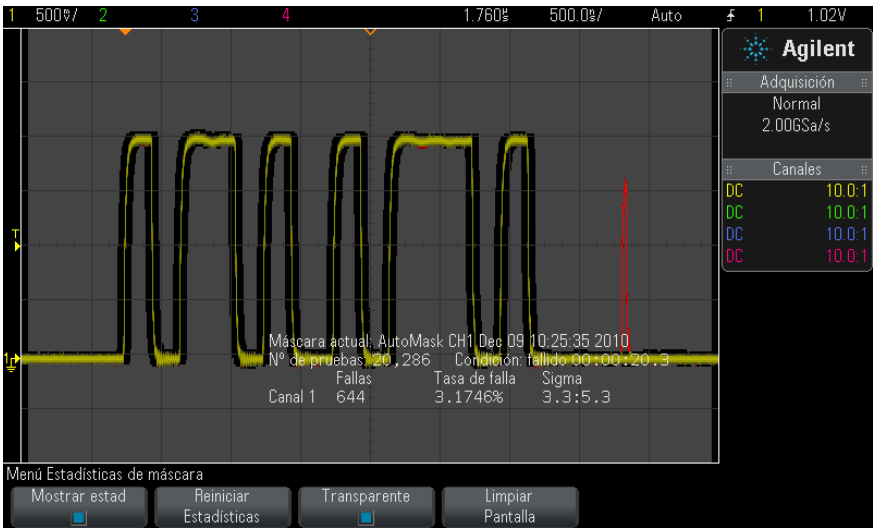 1 500♥/ 2 3 4 1.760s 500.0s/ Auto 1 1.02V
Agilent
Adquisición
Normal
2.00GSa/s
Canales
DC 10.0:1
DC 10.0:1
DC 10.0:1
DC 10.0:1
T
1
Máscara actual: AutoMask CH1 Dec 09 10:25:35 2010
Nº de pruebas: 20,286 Condición: fallido 00:00:20.3
Fallas Tasa de falla Sigma
Canal 1 644 3.1746% 3.3:5.3
Menú Estadísticas de máscara
Mostrar estad Reiniciar Transparente Limpiar
Estadísticas Pantalla